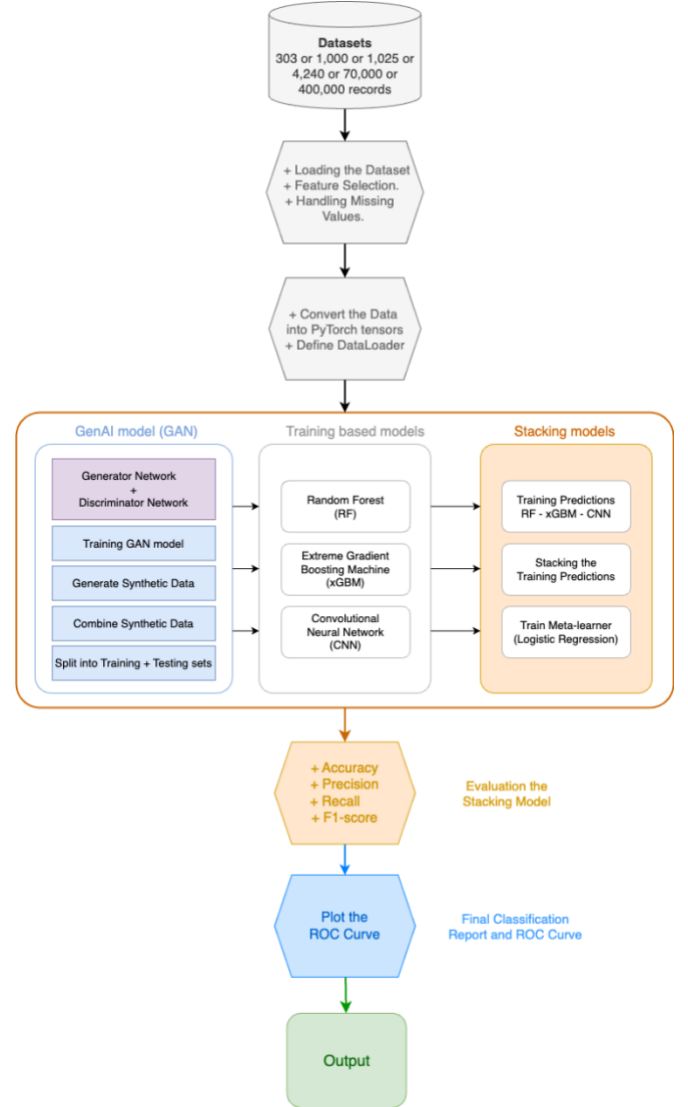 Datasets
303 or 1,000 or 1,025 or
4,240 or 70,000 or
400,000 records
+ Loading the Dataset
+ Feature Selection.
+ Handling Missing
Values.
+ Convert the Data
into PyTorch tensors
+ Define DataLoader
GenAI model (GAN)
Generator Network
+
Discriminator Network
Training GAN model
Generate Synthetic Data
Combine Synthetic Data
Split into Training + Testing sets
Training based models
Random Forest
(RF)
Extreme Gradient
Boosting Machine
(xGBM)
Convolutional
Neural Network
(CNN)
Stacking models
Training Predictions
RF - xGBM - CNN
Stacking the
Training Predictions
Train Meta-learner
(Logistic Regression)
+ Accuracy
+ Precision
+ Recall
+ F1-score
Evaluation the
Stacking Model
Plot the
ROC Curve
Final Classification
Report and ROC Curve
Output